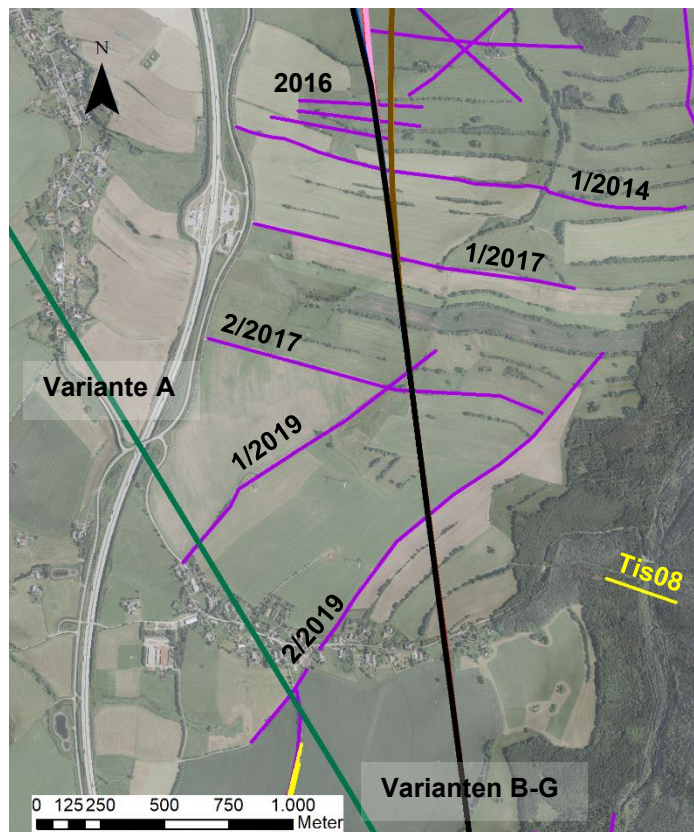 N
2016
1/2014
1/2017
2/2017
Variante A
1/2019
Tis08
2/2019
Varianten B-G
0 125 250 500 750 1.000
Meter